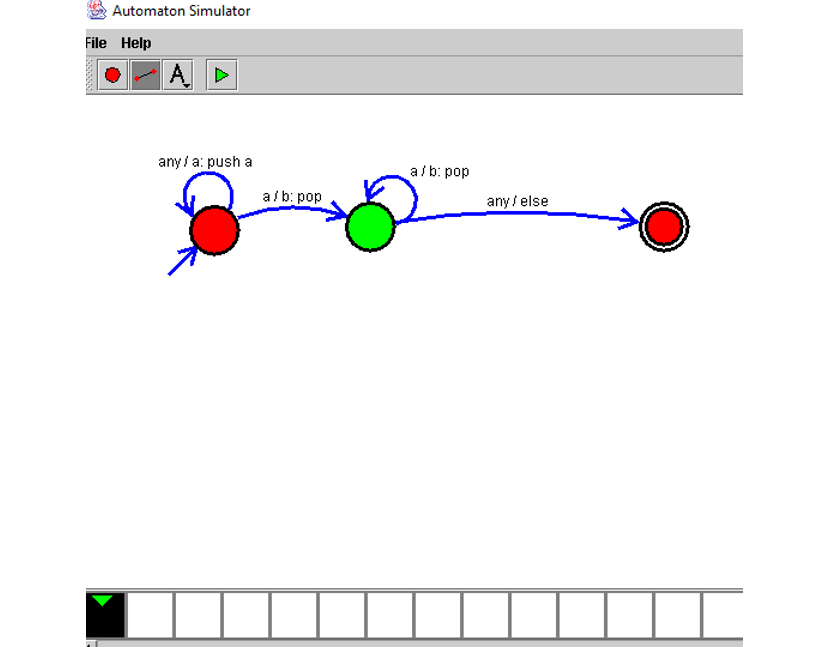 Automaton Simulator
File Help
A
any / a: push a
a / b: pop
a / b: pop
any / else